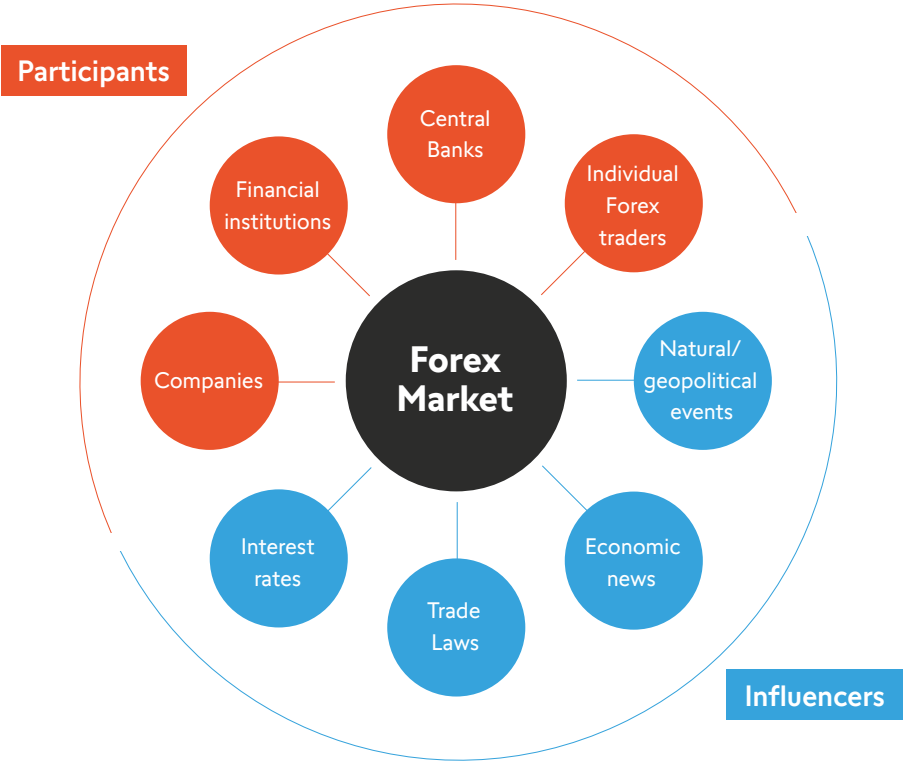 Participants
Central
Banks
Individual
Forex
traders
Financial
institutions
Natural/
geopolitical
events
Forex
Market
Companies
Interest
rates
Economic
news
Trade
Laws
Influencers